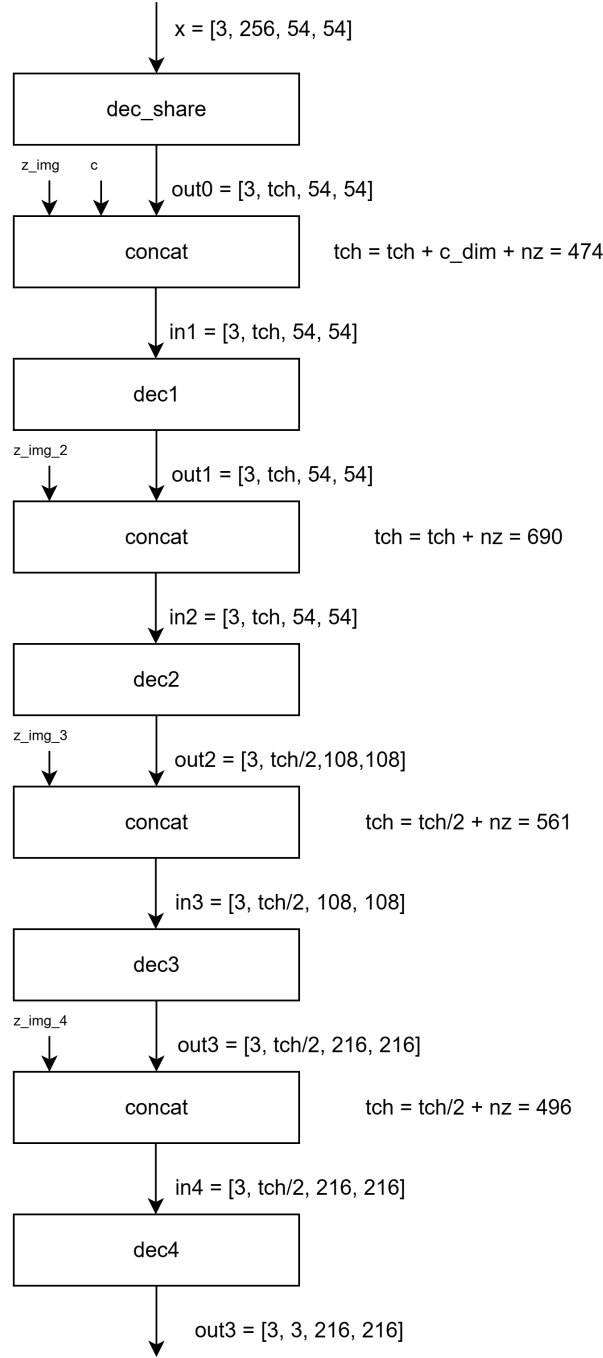 x = [3, 256, 54, 54]
dec_share
z_img
c
out0 = [3, tch, 54, 54]
concat
tch = tch + c_dim + nz = 474
in1 = [3, tch, 54, 54]
dec1
z_img_2
out1 = [3, tch, 54, 54]
concat
tch = tch + nz = 690
in2 = [3, tch, 54, 54]
dec2
z_img_3
out2 = [3, tch/2,108,108]
concat
tch = tch/2 + nz = 561
in3 = [3, tch/2, 108, 108]
dec3
z_img_4
out3 = [3, tch/2, 216, 216]
concat
tch = tch/2 + nz = 496
in4 = [3, tch/2, 216, 216]
dec4
out3 = [3, 3, 216, 216]